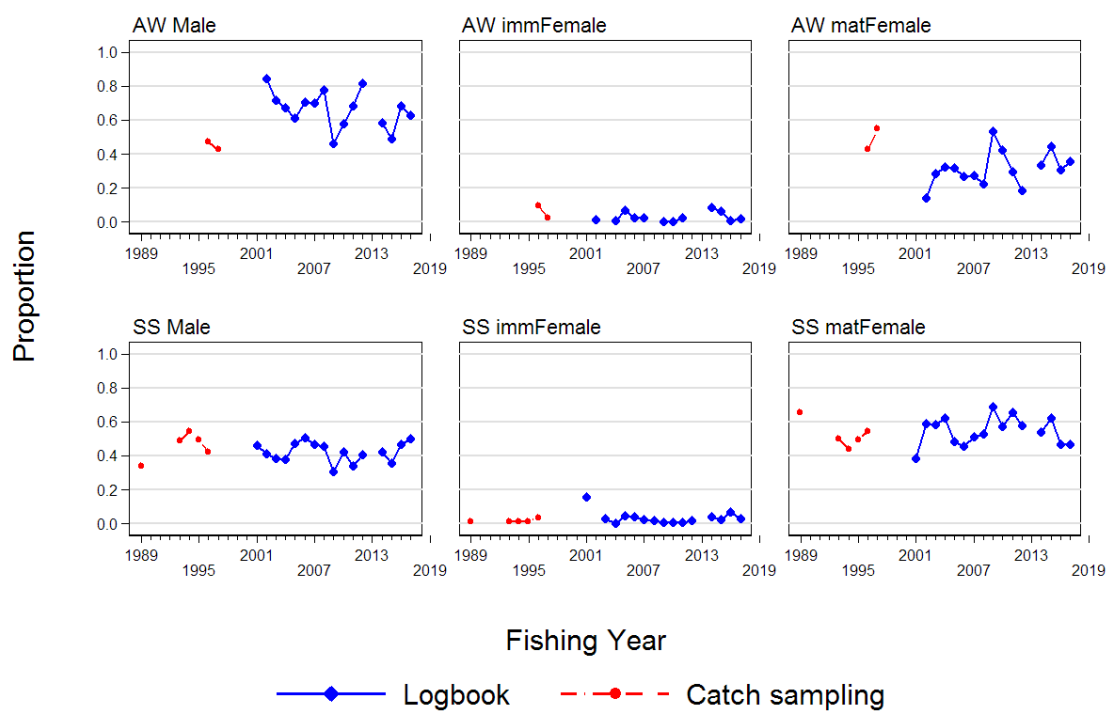 AW Male AW immFemale AW matFemale
1.0
0.8
0.6
0.4
0.2
0.0
1989 2001 2013 1989 2001 2013 1989 2001 2013
1995 2007 2019 1995 2007 2019 1995 2007 2019
Proportion
SS Male SS immFemale SS matFemale
1.0
0.8
0.6
0.4
0.2
0.0
1989 2001 2013 1989 2001 2013 1989 2001 2013
1995 2007 2019 1995 2007 2019 1995 2007 2019
Fishing Year
Logbook Catch sampling